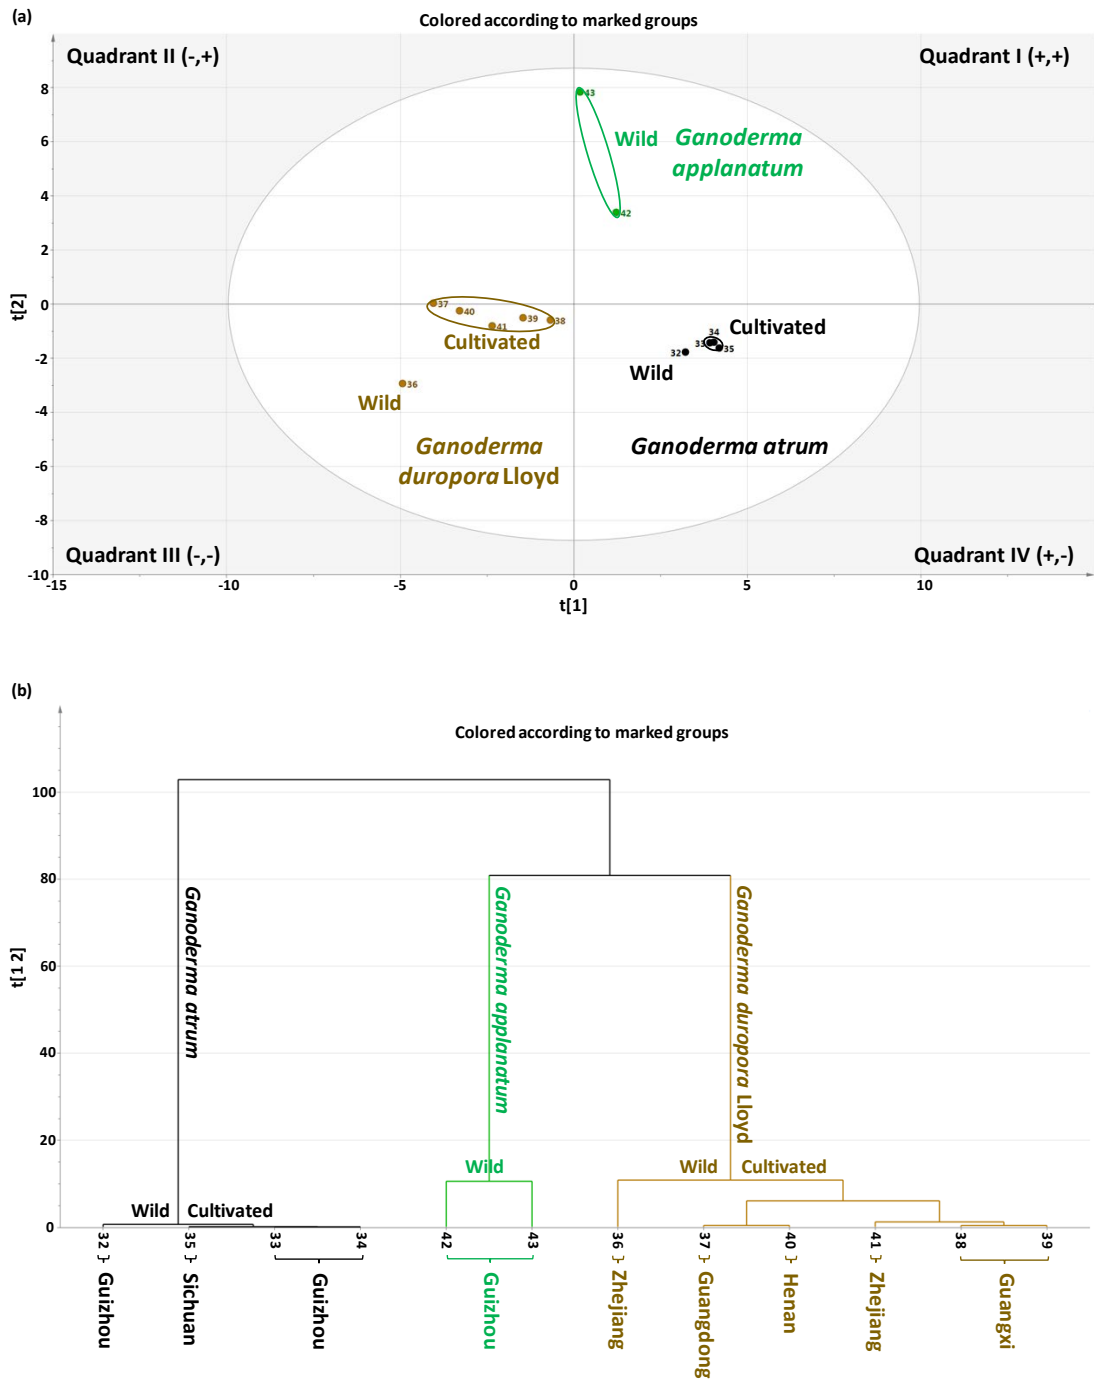 (a)
Colored according to marked groups
Quadrant II (-,+)
Quadrant I (+,+)
8
6
4
2
0
-2
-4
-6
-8
-10
t[2]
43
Wild
Ganoderma
applanatum
42
37
40
41
39
38
Cultivated
36
Wild
Ganoderma
duropora Lloyd
34
Cultivated
33
35
32
Wild
Ganoderma atrum
Quadrant III (-,-)
Quadrant IV (+,-)
-15
-10
-5
0
5
10
t[1]
(b)
Colored according to marked groups
100
80
60
40
20
0
t[1 2]
Ganoderma atrum
Ganoderma applanatum
Ganoderma duropora Lloyd
Wild
Cultivated
Wild
Wild
Cultivated
32
35
33
34
42
43
36
37
40
41
38
39
Guizhou
Sichuan
Guizhou
Guizhou
Zhejiang
Guangdong
Henan
Zhejiang
Guangxi